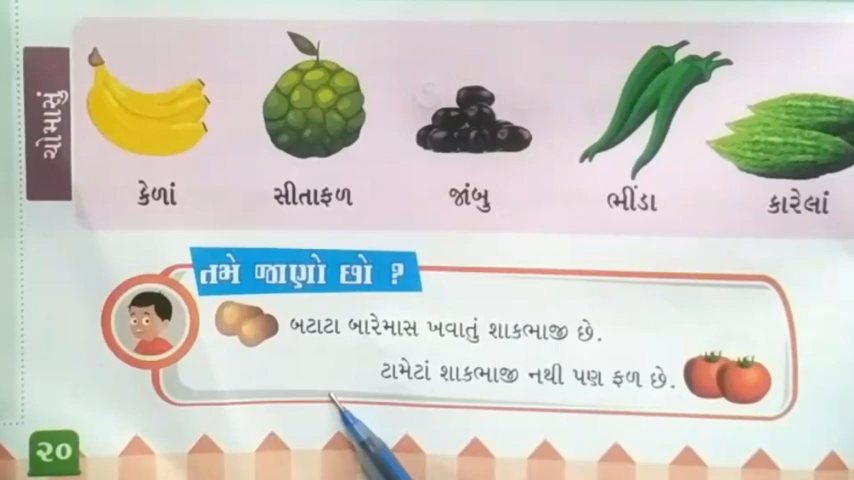 ચોમાસું
કેળાં
સીતાફળ
જાંબુ
ભીંડા
કારેલાં
તમે જાણો છો ?
બટાટા બારેમાસ ખવાતું શાકભાજી છે.
ટામેટાં શાકભાજી નથી પણ ફળ છે.
૨૦